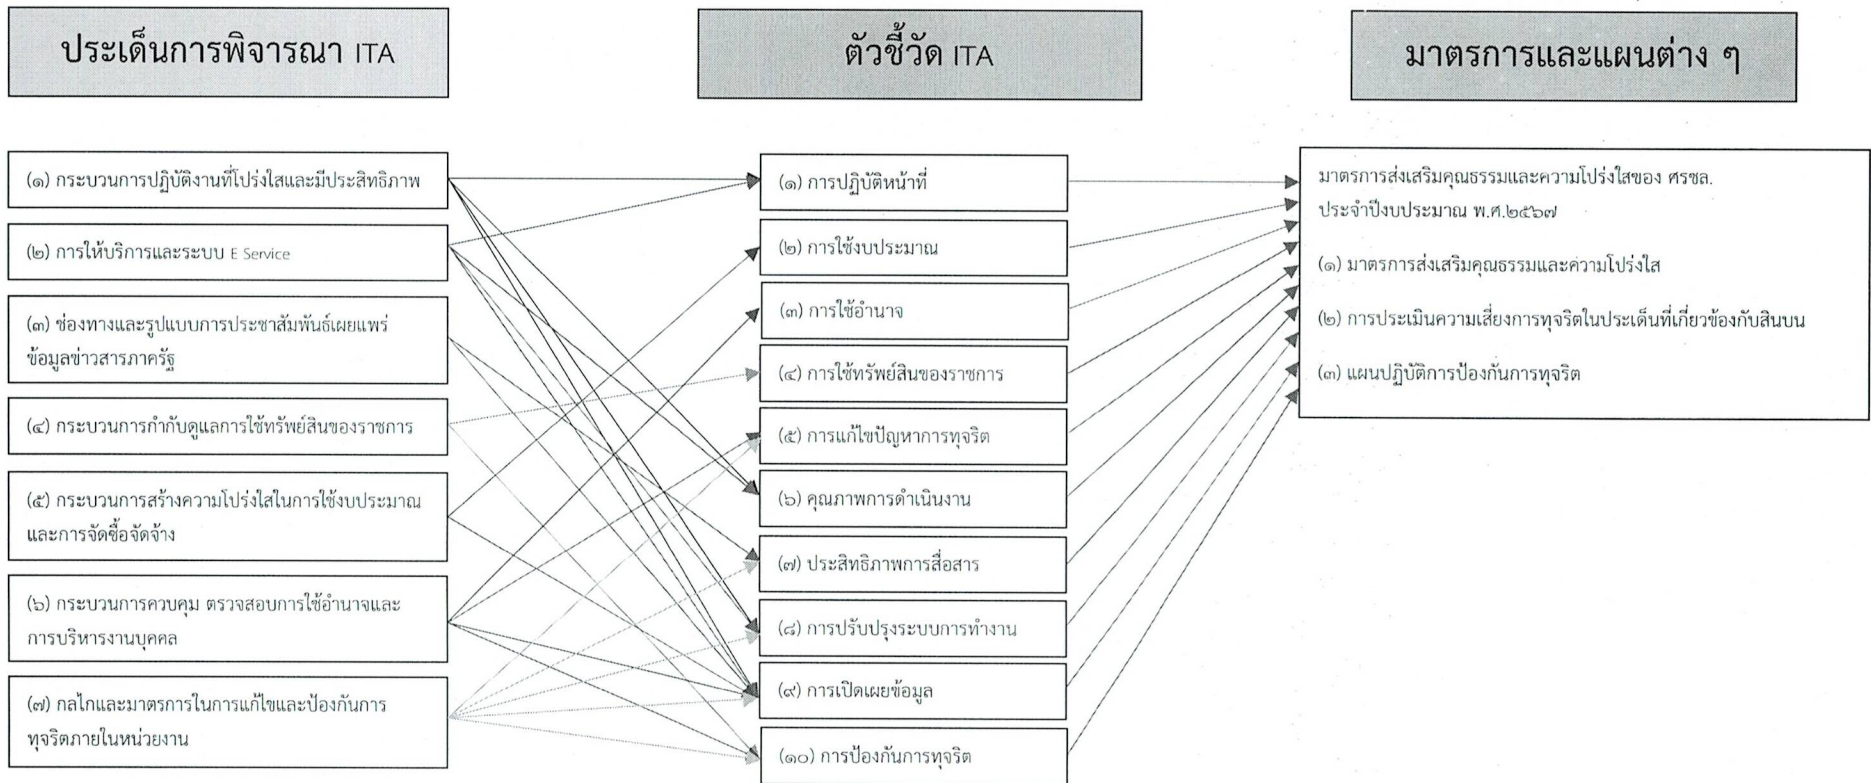 ประเด็นการพิจารณา ITA
ตัวชี้วัด ITA
มาตรการและแผนต่าง ๆ
(๑) กระบวนการปฏิบัติงานที่โปร่งใสและมีประสิทธิภาพ
(๒) การให้บริการและระบบ E Service
(๓) ช่องทางและรูปแบบการประชาสัมพันธ์เผยแพร่
ข้อมูลข่าวสารภาครัฐ
(๔) กระบวนการกำกับดูแลการใช้ทรัพย์สินของราชการ
(๕) กระบวนการสร้างความโปร่งใสในการใช้งบประมาณ
และการจัดซื้อจัดจ้าง
(๖) กระบวนการควบคุม ตรวจสอบการใช้อำนาจและ
การบริหารงานบุคคล
(๗) กลไกและมาตรการในการแก้ไขและป้องกันการ
ทุจริตภายในหน่วยงาน
(๑) การปฏิบัติหน้าที่
(๒) การใช้งบประมาณ
(๓) การใช้อำนาจ
(๔) การใช้ทรัพย์สินของราชการ
(๕) การแก้ไขปัญหาการทุจริต
(๖) คุณภาพการดำเนินงาน
(๗) ประสิทธิภาพการสื่อสาร
(๘) การปรับปรุงระบบการทำงาน
(๙) การเปิดเผยข้อมูล
(๑๐) การป้องกันการทุจริต
มาตรการส่งเสริมคุณธรรมและความโปร่งใสของ ศรชล.
ประจำปีงบประมาณ พ.ศ.๒๕๖๗
(๑) มาตรการส่งเสริมคุณธรรมและความโปร่งใส
(๒) การประเมินความเสี่ยงการทุจริตในประเด็นที่เกี่ยวข้องกับสินบน
(๓) แผนปฏิบัติการป้องกันการทุจริต